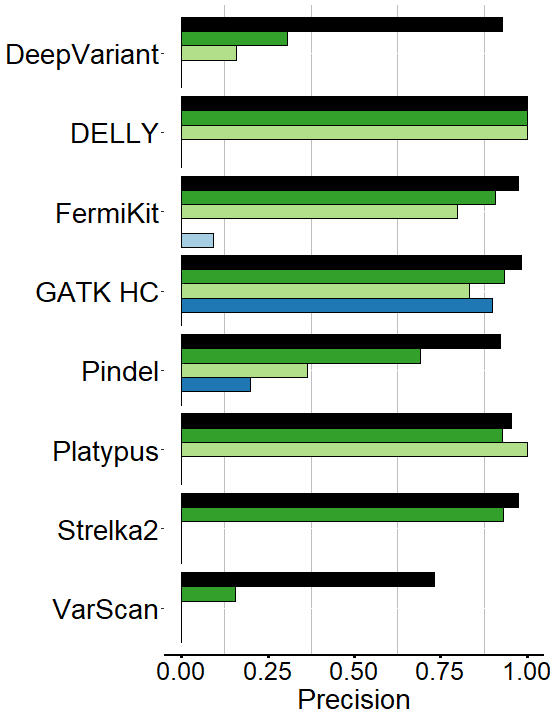 DeepVariant
DELLY
FermiKit
GATK HC
Pindel
Platypus
Strelka2
VarScan
0.00 0.25 0.50 0.75 1.00
Precision